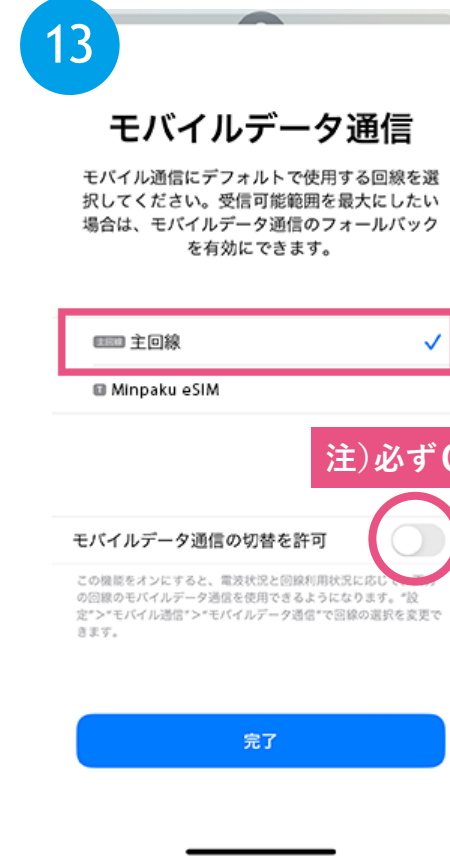 13
モバイルデータ通信
モバイル通信にデフォルトで使用する回線を選
択してください。受信可能範囲を最大にしたい
場合は、モバイルデータ通信のフォールバック
を有効にできます。
主回線 主回線
T Minpaku eSIM
注）必ず
モバイルデータ通信の切替を許可
この機能をオンにすると、電波状況と回線利用状況に応じて
の回線のモバイルデータ通信を使用できるようになります。“設
定”>“モバイル通信”>“モバイルデータ通信”で回線の選択を変更で
きます。
完了